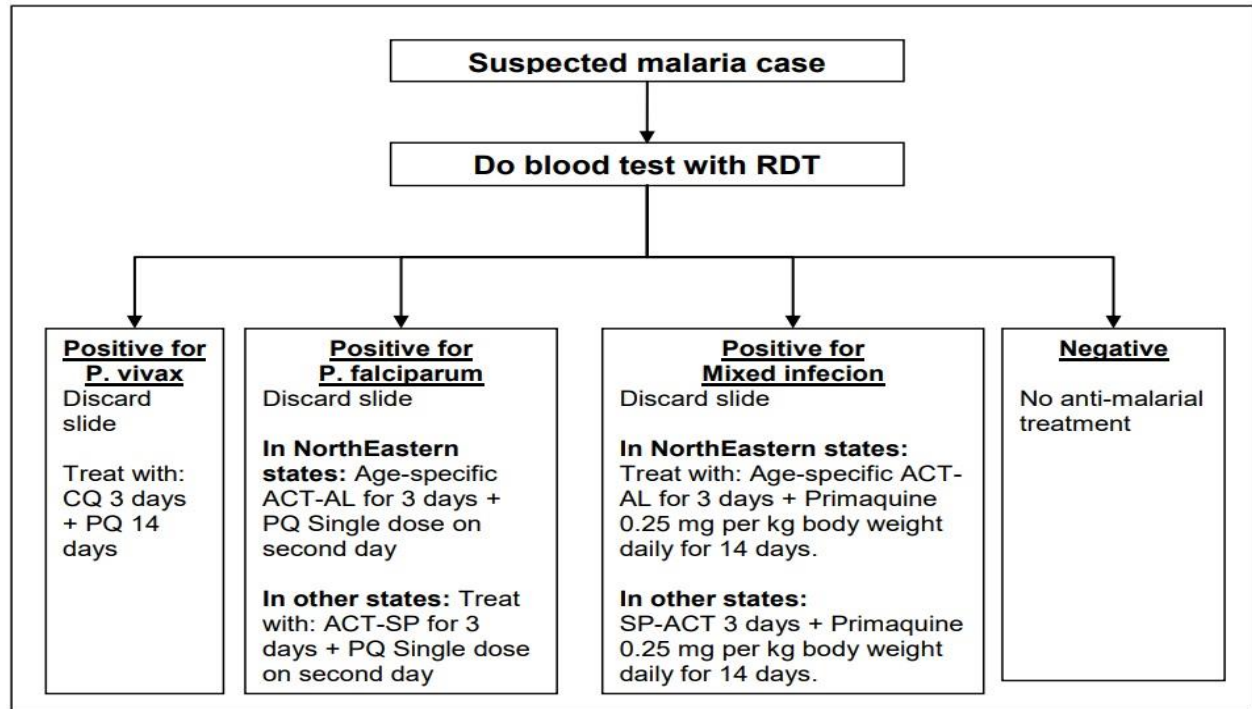 Suspected malaria case
Do blood test with RDT
Positive for
P. vivax
Discard
slide
Treat with:
CQ 3 days
+ PQ 14
days
Positive for
P. falciparum
Discard slide
In NorthEastern
states: Age-specific
ACT-AL for 3 days +
PQ Single dose on
second day
In other states: Treat
with: ACT-SP for 3
days + PQ Single dose
on second day
Positive for
Mixed infecion
Discard slide
In NorthEastern states:
Treat with: Age-specific ACT-
AL for 3 days + Primaquine
0.25 mg per kg body weight
daily for 14 days.
In other states:
SP-ACT 3 days + Primaquine
0.25 mg per kg body weight
daily for 14 days.
Negative
No anti-malarial
treatment